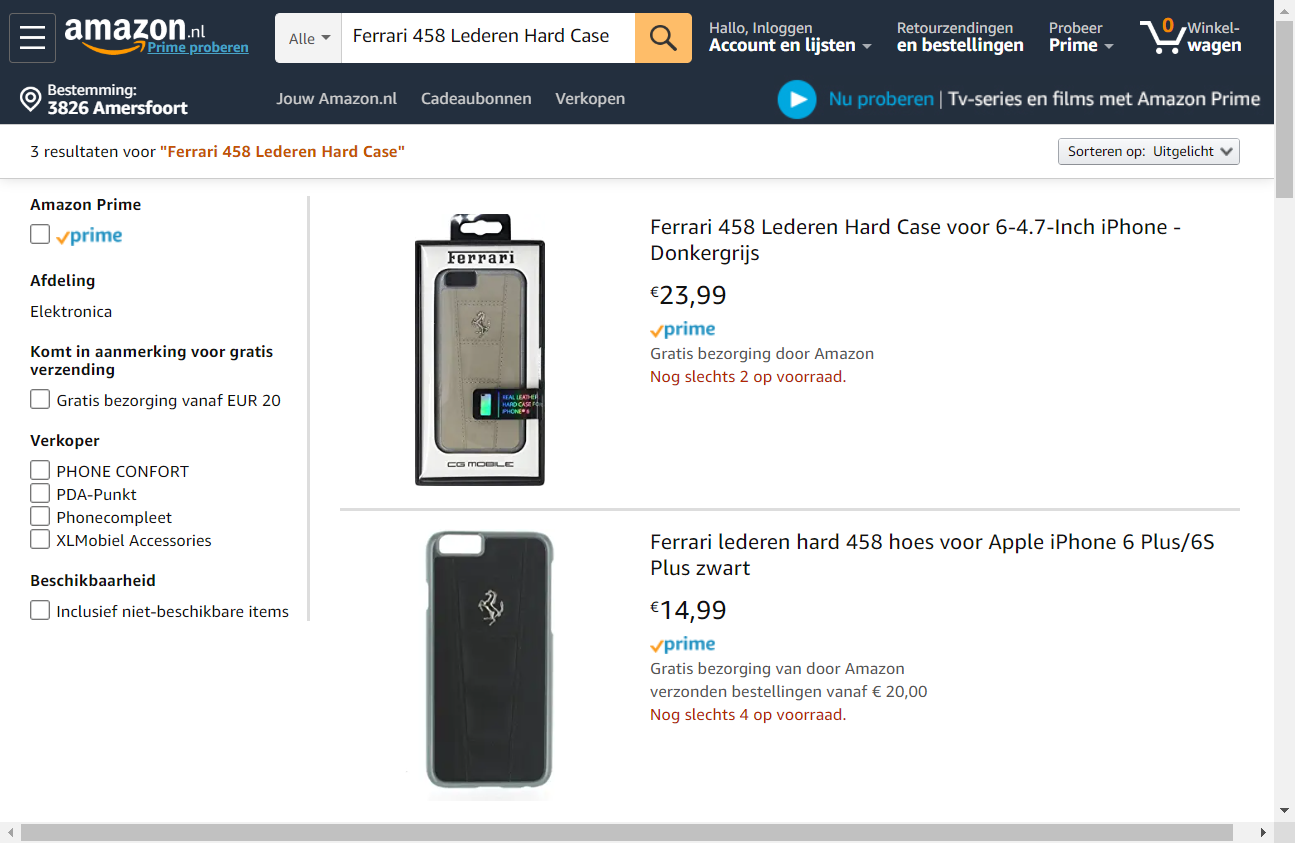 amazon.nl
Prime proberen
Alle
Ferrari 458 Lederen Hard Case
Hallo, Inloggen
Account en lijsten
Retourzendingen
en bestellingen
Probeer
Prime
0
Winkel-
wagen
Bestemming:
3826 Amersfoort
Jouw Amazon.nl
Cadeaubonnen
Verkopen
Nu proberen | Tv-series en films met Amazon Prime
3 resultaten voor "Ferrari 458 Lederen Hard Case"
Sorteren op: Uitgelicht
Amazon Prime
prime
Afdeling
Elektronica
Komt in aanmerking voor gratis
verzending
Gratis bezorging vanaf EUR 20
Verkoper
PHONE CONFORT
PDA-Punkt
Phonecompleet
XLMobiel Accessories
Beschikbaarheid
Inclusief niet-beschikbare items
Ferrari
REAL LEATHER
HARD CASE FOR
IPHONE 6
CG MOBILE
Ferrari 458 Lederen Hard Case voor 6-4.7-Inch iPhone -
Donkergrijs
€23,99
prime
Gratis bezorging door Amazon
Nog slechts 2 op voorraad.
Ferrari lederen hard 458 hoes voor Apple iPhone 6 Plus/6S
Plus zwart
€14,99
prime
Gratis bezorging van door Amazon
verzonden bestellingen vanaf € 20,00
Nog slechts 4 op voorraad.